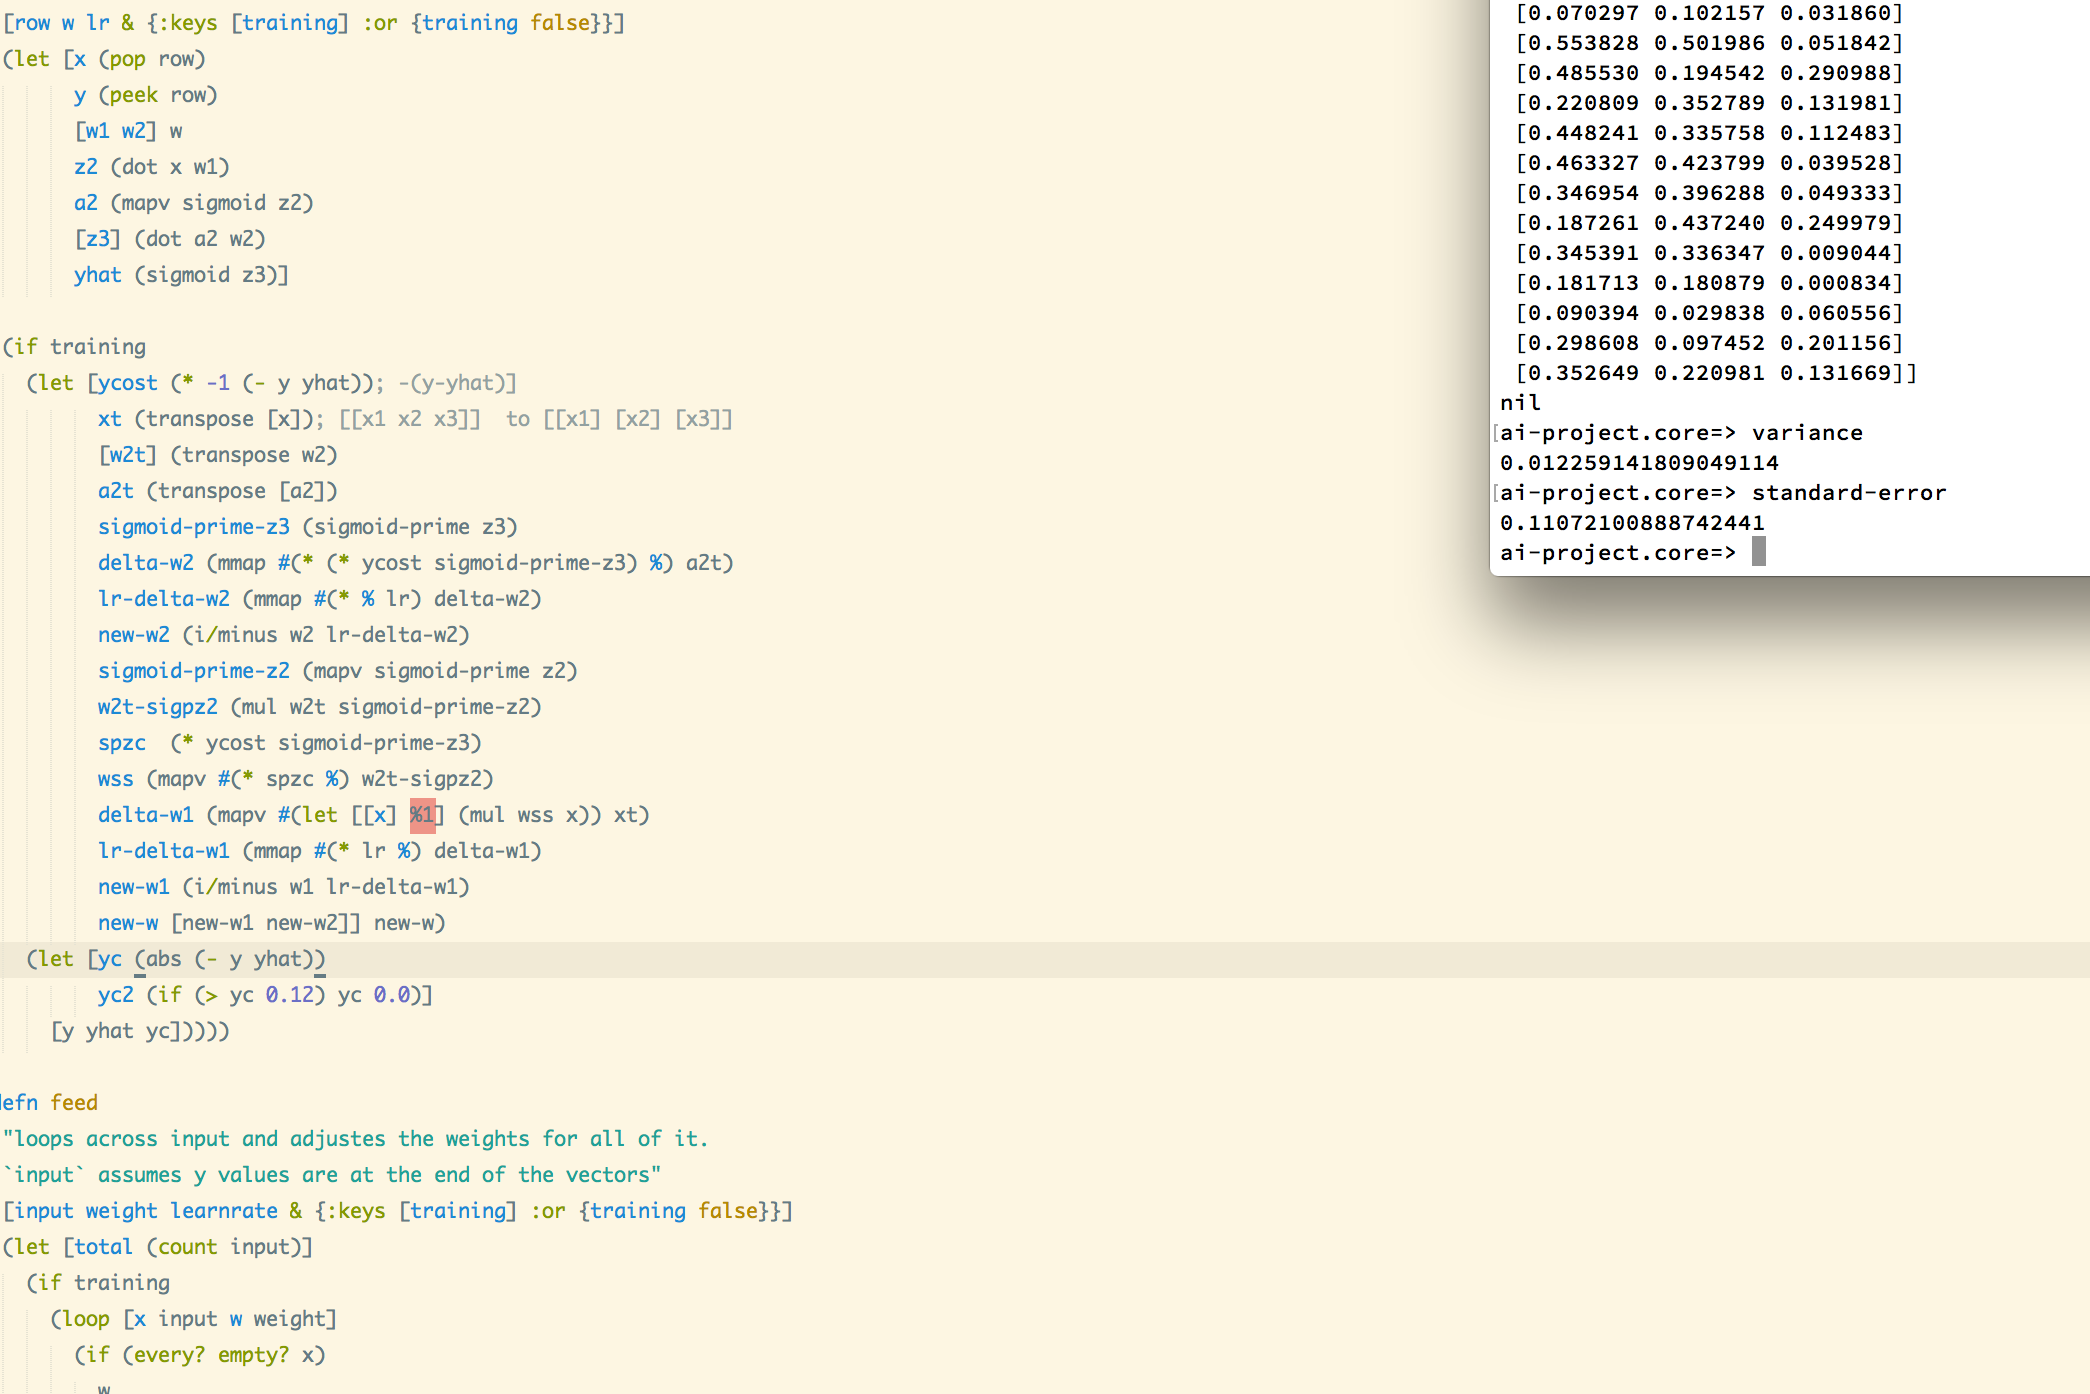 [row w lr & {:keys [training] :or {training false}}]
(let [x (pop row)
y (peek row)
[w1 w2] w
z2 (dot x w1)
a2 (mapv sigmoid z2)
[z3] (dot a2 w2)
yhat (sigmoid z3)]
(if training
(let [ycost (* -1 (- y yhat)); -(y-yhat)]
xt (transpose [x]); [[x1 x2 x3]]  to [[x1] [x2] [x3]]
[w2t] (transpose w2)
a2t (transpose [a2])
sigmoid-prime-z3 (sigmoid-prime z3)
delta-w2 (mmap #(* (* ycost sigmoid-prime-z3) %) a2t)
lr-delta-w2 (mmap #(* % lr) delta-w2)
new-w2 (i/minus w2 lr-delta-w2)
sigmoid-prime-z2 (mapv sigmoid-prime z2)
w2t-sigpz2 (mul w2t sigmoid-prime-z2)
spzc  (* ycost sigmoid-prime-z3)
wss (mapv #(* spzc %) w2t-sigpz2)
delta-w1 (mapv #(let [[x] %1] (mul wss x)) xt)
lr-delta-w1 (mmap #(* lr %) delta-w1)
new-w1 (i/minus w1 lr-delta-w1)
new-w [new-w1 new-w2]] new-w)
(let [yc (abs (- y yhat))
yc2 (if (> yc 0.12) yc 0.0)]
[y yhat yc]))))
efn feed
"loops across input and adjustes the weights for all of it.
`input` assumes y values are at the end of the vectors"
[input weight learnrate & {:keys [training] :or {training false}}]
(let [total (count input)]
(if training
(loop [x input w weight]
(if (every? empty? x)
w
[0.070297 0.102157 0.031860]
[0.553828 0.501986 0.051842]
[0.485530 0.194542 0.290988]
[0.220809 0.352789 0.131981]
[0.448241 0.335758 0.112483]
[0.463327 0.423799 0.039528]
[0.346954 0.396288 0.049333]
[0.187261 0.437240 0.249979]
[0.345391 0.336347 0.009044]
[0.181713 0.180879 0.000834]
[0.090394 0.029838 0.060556]
[0.298608 0.097452 0.201156]
[0.352649 0.220981 0.131669]]
nil
[ai-project.core=> variance
0.012259141809049114
[ai-project.core=> standard-error
0.11072100888742441
ai-project.core=>